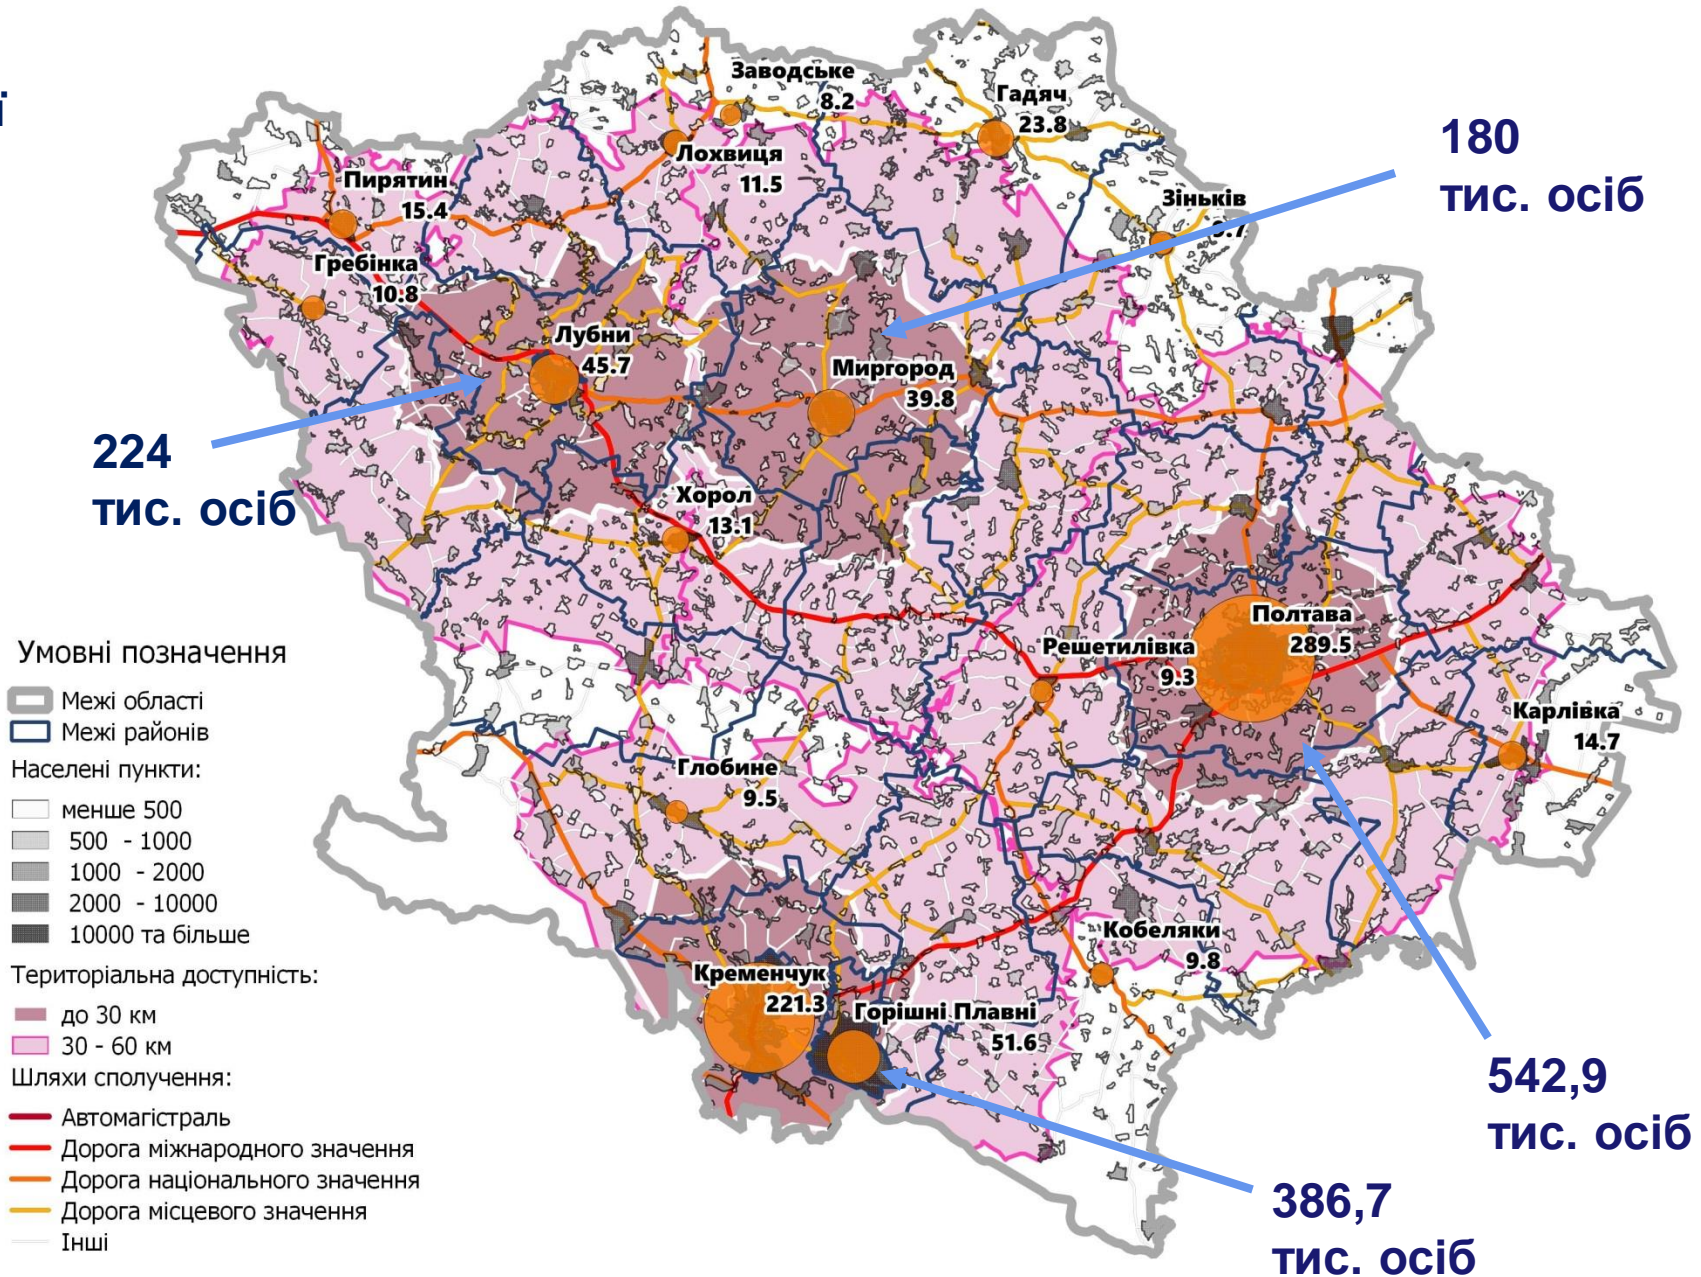 ї
Заводське
8.2
Гадяч
23.8
180
тис. осіб
Лохвиця
11.5
Пирятин
15.4
Зіньків
Гребінка
10.8
Лубни
45.7
Миргород
39.8
224
тис. осіб
Хорол
13.1
Полтава
289.5
Решетилівка
9.3
Карлівка
14.7
Глобине
9.5
Кобеляки
9.8
Кременчук
221.3
Горішні Плавні
51.6
542,9
тис. осіб
386,7
тис. осіб
Умовні позначення
Межі області
Межі районів
Населені пункти:
менше 500
500 - 1000
1000 - 2000
2000 - 10000
10000 та більше
Територіальна доступність:
до 30 км
30 - 60 км
Шляхи сполучення:
Автомагістраль
Дорога міжнародного значення
Дорога національного значення
Дорога місцевого значення
Інші